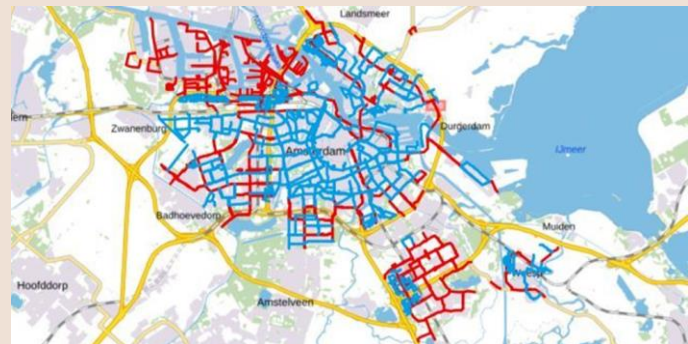 Landsmeer
Zwanenburg
Durgerdam
Amsterdam
IJmeer
Badhoevedorp
Muiden
Weesp
Hoofddorp
Amstelveen